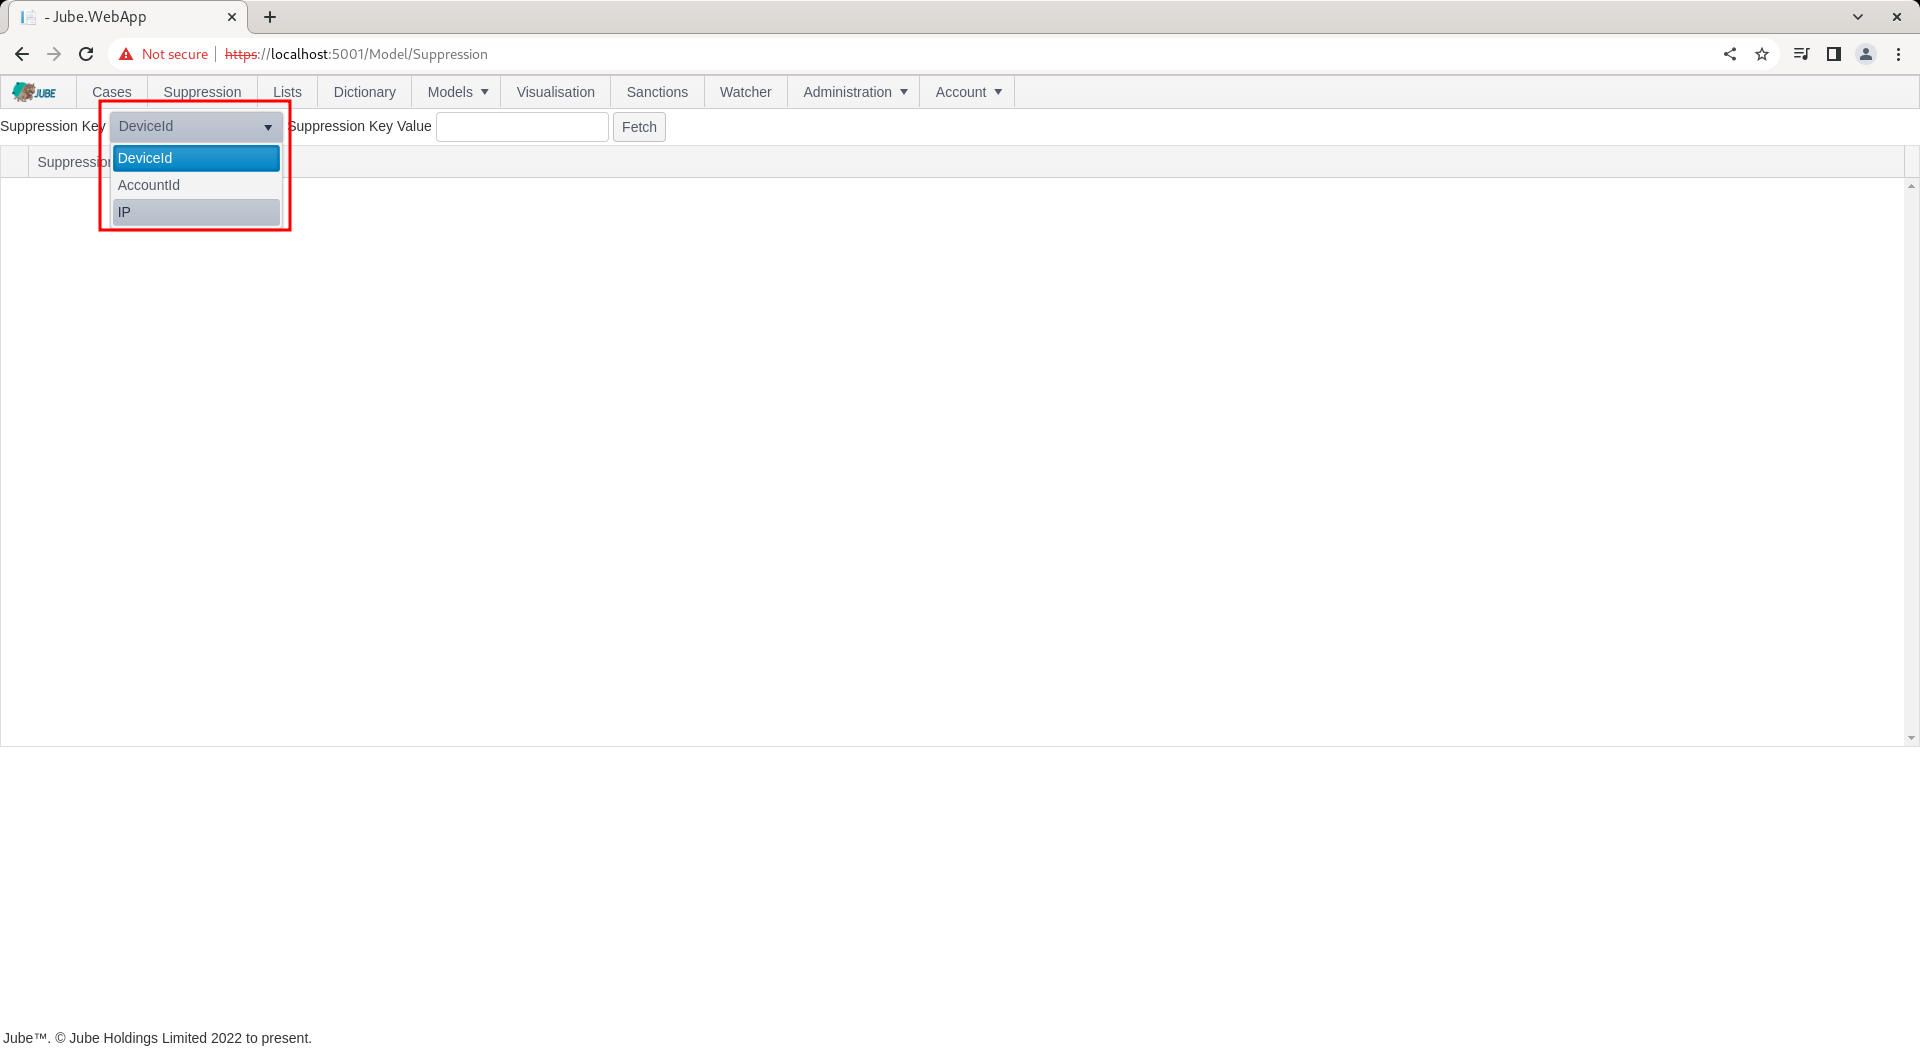 - Jube.WebApp
Not secure https://localhost:5001/Model/Suppression
JUBE Cases Suppression Lists Dictionary Models Visualisation Sanctions Watcher Administration Account
Suppression Key DeviceId Suppression Key Value Fetch
Suppression
DeviceId
AccountId
IP
Jube™. © Jube Holdings Limited 2022 to present.